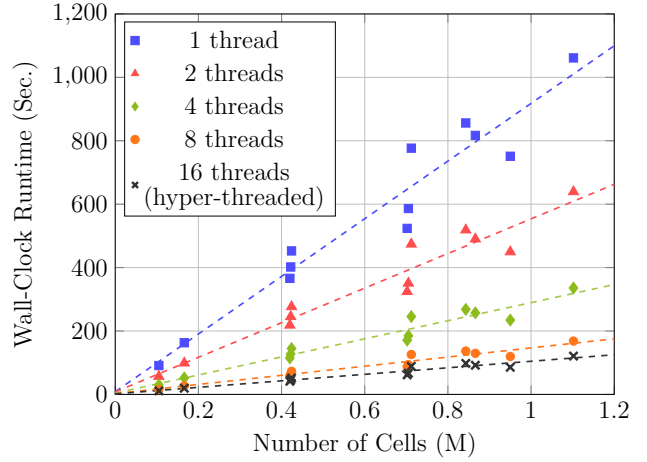 1,200
1,000
800
600
400
200
0
Wall-Clock Runtime (Sec.)
1 thread
2 threads
4 threads
8 threads
16 threads
(hyper-threaded)
0
0.2
0.4
0.6
0.8
1
1.2
Number of Cells (M)